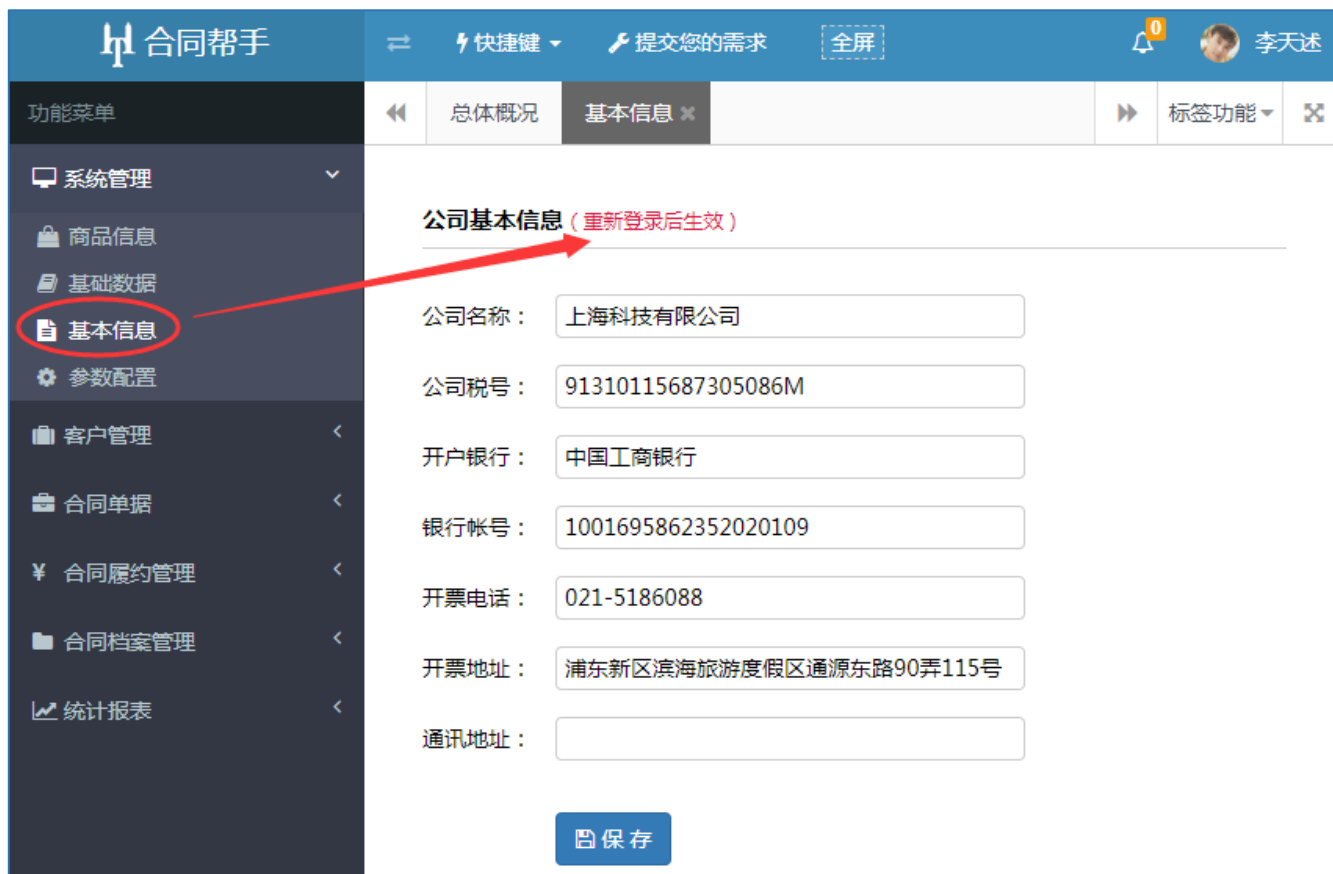 合同帮手
快捷键 提交您的需求 全屏 0 李天述
功能菜单 总体概况 基本信息 标签功能
系统管理
商品信息
基础数据
基本信息
参数配置
客户管理
合同单据
¥ 合同履约管理
合同档案管理
统计报表
公司基本信息（重新登录后生效）
公司名称： 上海科技有限公司
公司税号： 91310115687305086M
开户银行： 中国工商银行
银行帐号： 1001695862352020109
开票电话： 021-5186088
开票地址： 浦东新区滨海旅游度假区通源东路90弄115号
通讯地址：
保存